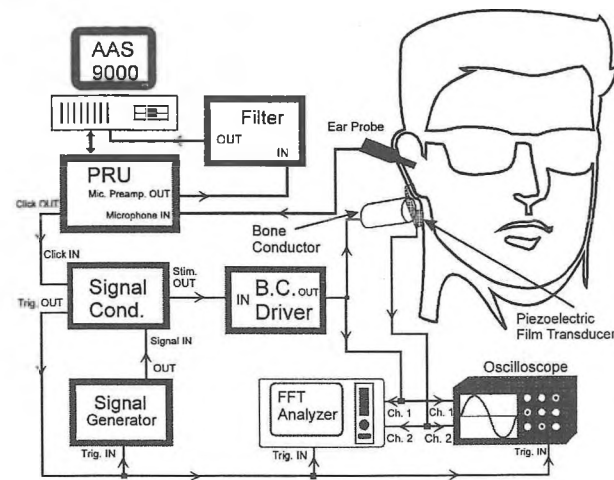 AAS
9000
Filter
OUT
IN
Ear Probe
PRU
Mic. Preamp. OUT
Microphone IN
Click OUT
Bone
Conductor
Click IN
Stim.
OUT
Trig. OUT
Signal
Cond.
IN B.C. OUT
Driver
Piezoelectric
Film Transducer
Signal IN
OUT
Oscilloscope
Signal
Generator
FFT
Analyzer
Ch. 1
Ch. 1
Ch. 2
Ch. 2
Trig. IN
Trig. IN
Trig. IN